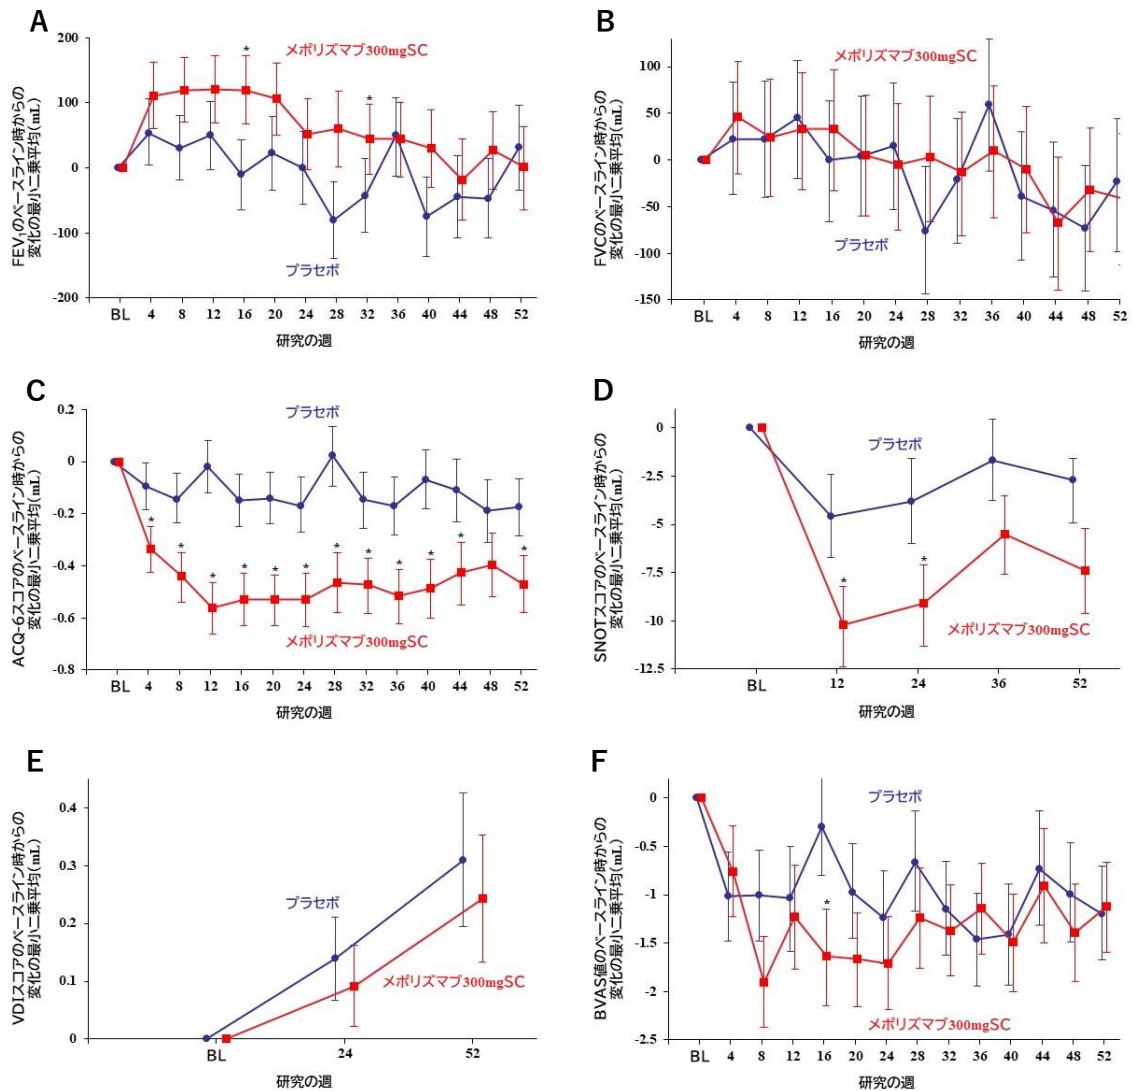 A
FEV₁のベースライン時からの
変化の最小二乗平均(mL)
200
100
0
-100
-200
メポリズマブ300mgSC
*
*
プラセボ
BL 4 8 12 16 20 24 28 32 36 40 44 48 52
研究の週
B
FVCのベースライン時からの
変化の最小二乗平均(mL)
100
50
0
-50
-100
-150
メポリズマブ300mgSC
プラセボ
BL 4 8 12 16 20 24 28 32 36 40 44 48 52
研究の週
C
ACQ-6スコアのベースライン時からの
変化の最小二乗平均(mL)
0.2
0
-0.2
-0.4
-0.6
-0.8
プラセボ
* * * * * * * * * * * *
メポリズマブ300mgSC
BL 4 8 12 16 20 24 28 32 36 40 44 48 52
研究の週
D
SNOTスコアのベースライン時からの
変化の最小二乗平均(mL)
0
-2.5
-5
-7.5
-10
-12.5
プラセボ
* *
メポリズマブ300mgSC
BL 12 24 36 52
研究の週
E
VDIスコアのベースライン時からの
変化の最小二乗平均(mL)
0.4
0.3
0.2
0.1
0
プラセボ
メポリズマブ300mgSC
BL 24 52
研究の週
F
BVAS値のベースライン時からの
変化の最小二乗平均(mL)
0
-0.5
-1
-1.5
-2
-2.5
プラセボ
*
メポリズマブ300mgSC
BL 4 8 12 16 20 24 28 32 36 40 44 48 52
研究の週